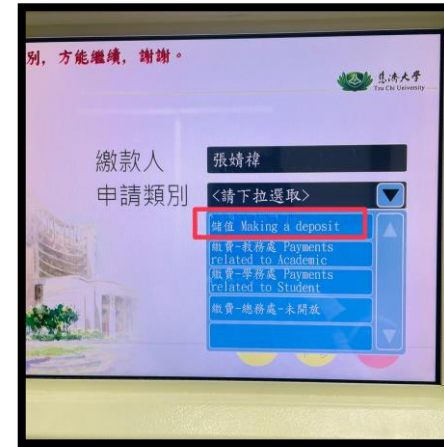 別, 方能繼續, 謝謝。
慈濟大學
Tzu Chi University
繳款人
張婧禕
申請類別
<請下拉選取>
儲值 Making a deposit
繳費-教務處 Payments
related to Academic
繳費-學務處 Payments
related to Student
繳費-總務處-未開放